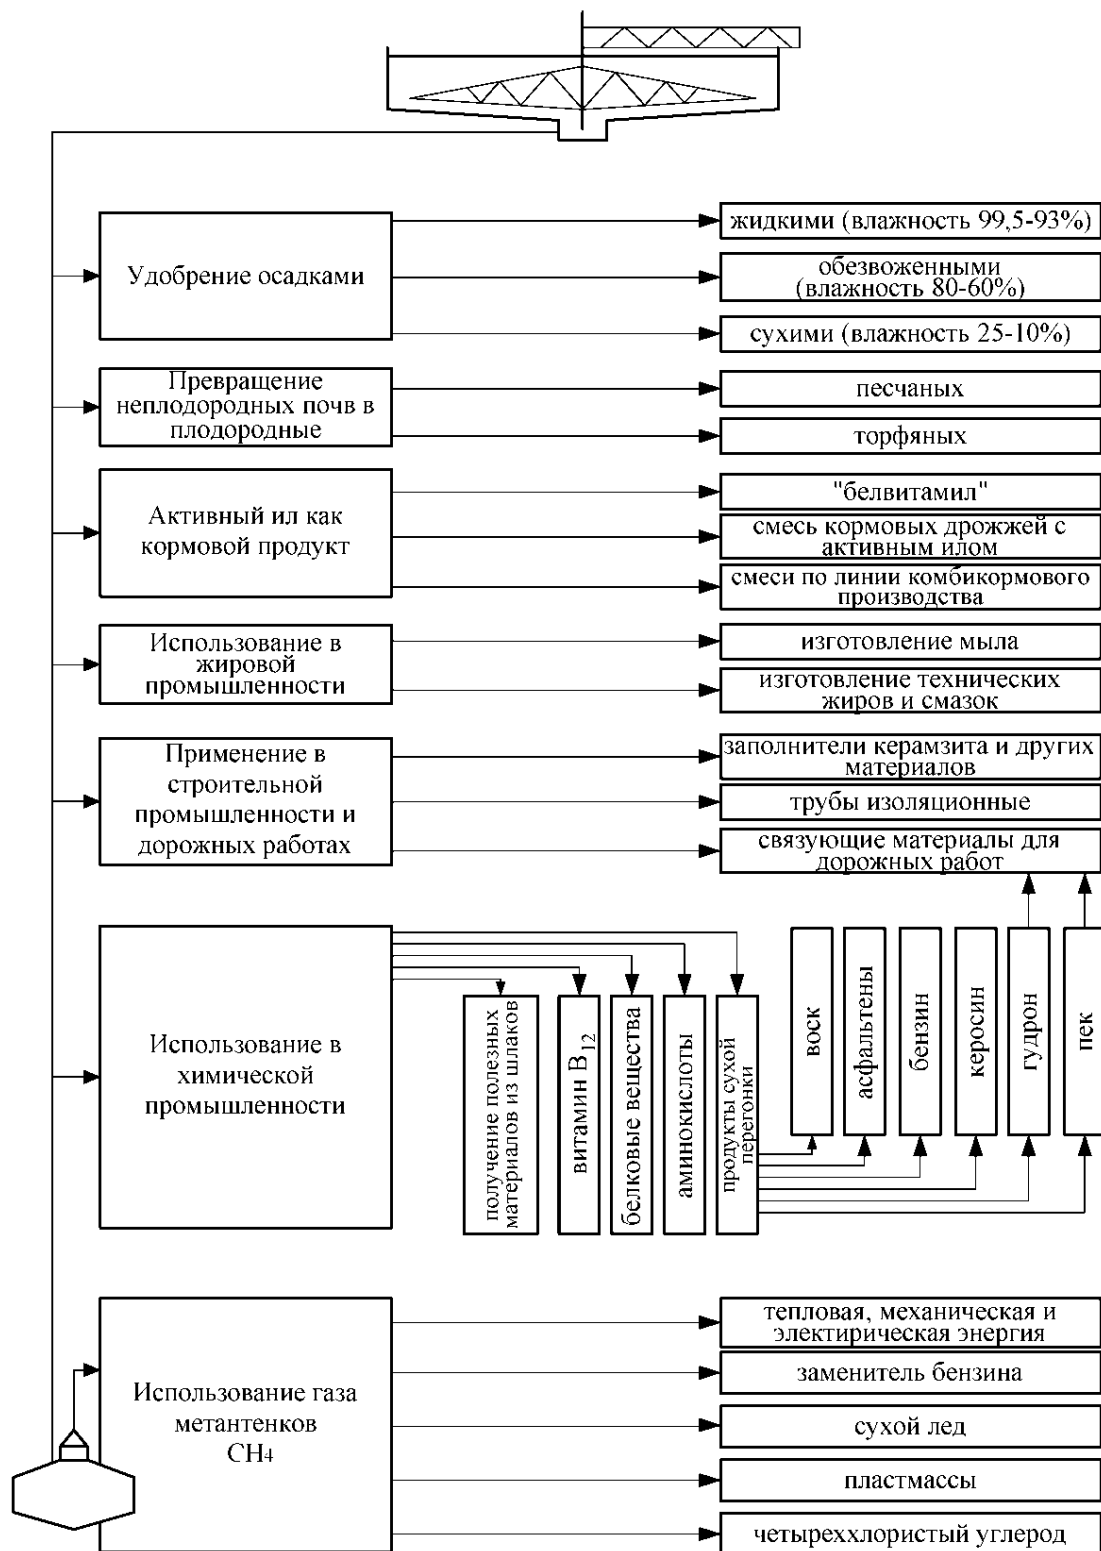 Удобрение осадками
жидкими (влажность 99,5-93%)
обезвоженными
(влажность 80-60%)
сухими (влажность 25-10%)
Превращение
неплодородных почв в
плодородные
песчаных
торфяных
Активный ил как
кормовой продукт
"белвитамил"
смесь кормовых дрожжей с
активным илом
смеси по линии комбикормового
производства
Использование в
жировой
промышленности
изготовление мыла
изготовление технических
жиров и смазок
Применение в
строительной
промышленности и
дорожных работах
заполнители керамзита и других
материалов
трубы изоляционные
связующие материалы для
дорожных работ
Использование в
химической
промышленности
получение полезных
материалов из шлаков
витамин B12
белковые вещества
аминокислоты
продукты сухой
перегонки
воск
асфальтены
бензин
керосин
гудрон
пек
Использование газа
метантенков
CH4
тепловая, механическая и
электирическая энергия
заменитель бензина
сухой лед
пластмассы
четыреххлористый углерод